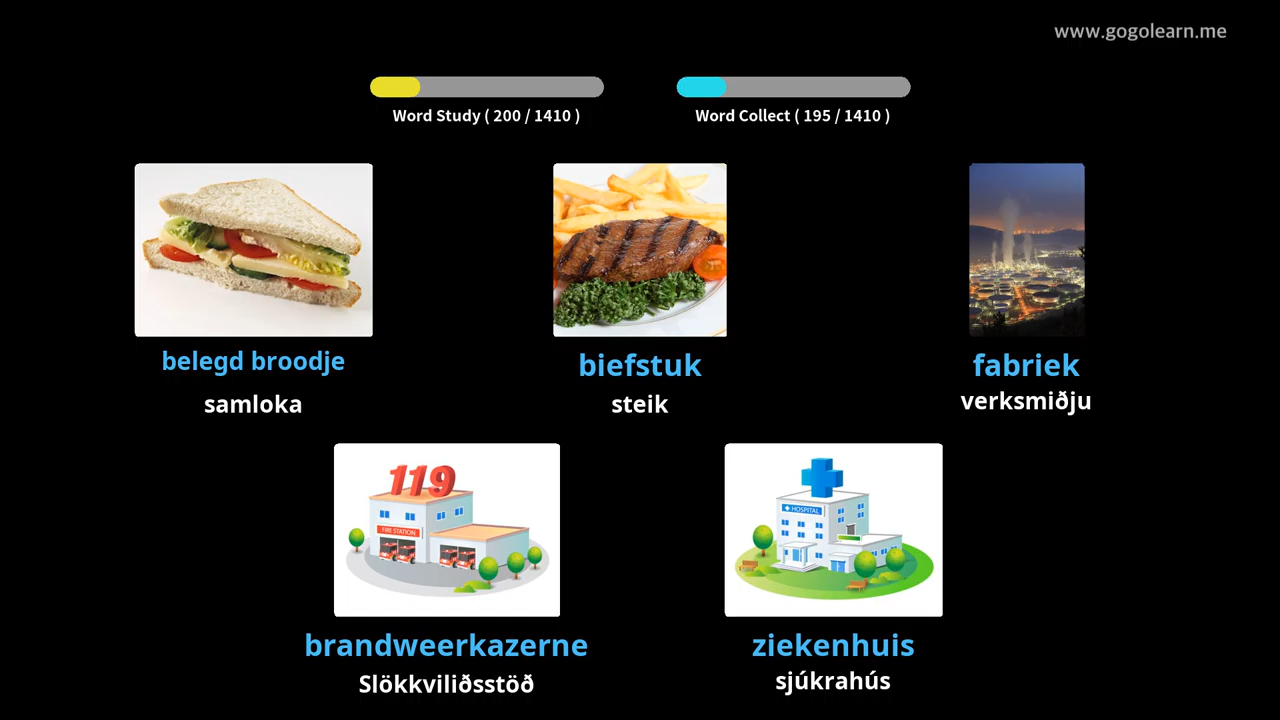 www.gogolearn.me
Word Study ( 200 / 1410 )
Word Collect ( 195 / 1410 )
belegd broodje
samloka
biefstuk
steik
fabriek
verksmiðju
119
FIRE STATION
brandweerkazerne
Slökkviliðsstöð
HOSPITAL
ziekenhuis
sjúkrahús